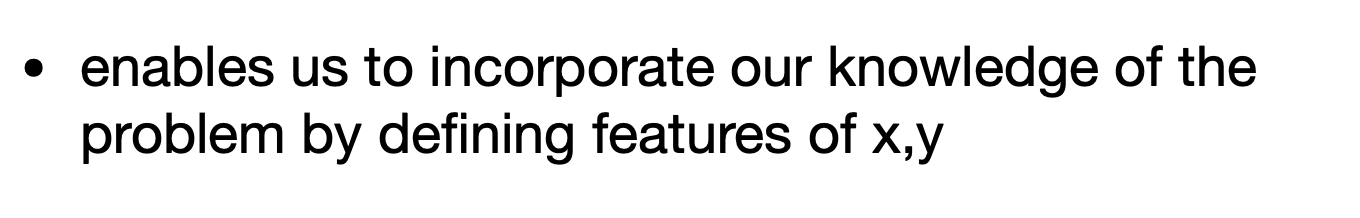 • enables us to incorporate our knowledge of the
problem by defining features of x,y